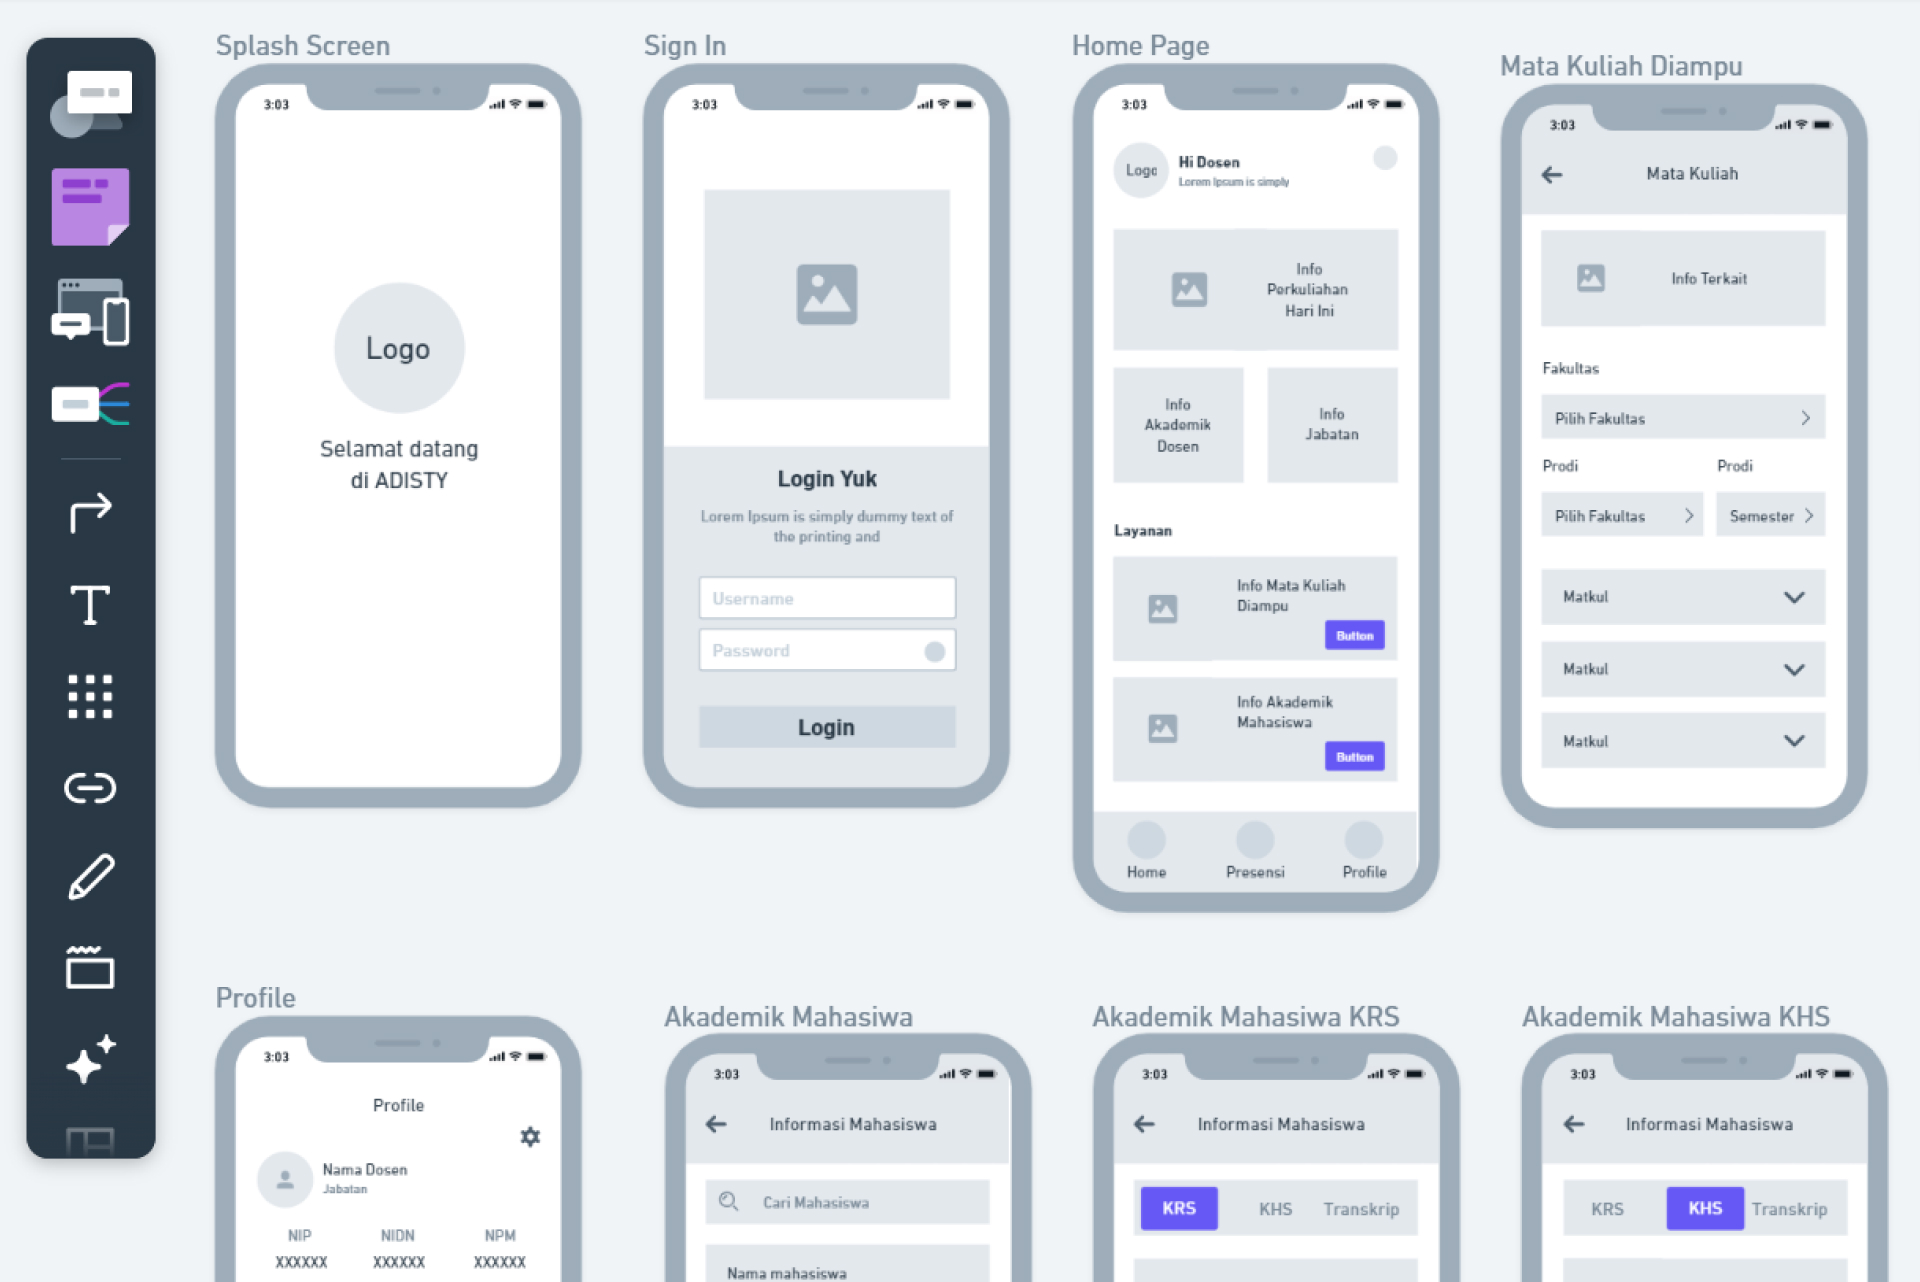 Splash Screen
3:03
Logo
Selamat datang
di ADISTY
Sign In
3:03
Login Yuk
Lorem Ipsum is simply dummy text of
the printing and
Username
Password
Login
Home Page
3:03
Logo
Hi Dosen
Lorem Ipsum is simply
Info
Perkuliahan
Hari Ini
Info
Akademik
Dosen
Info
Jabatan
Layanan
Info Mata Kuliah
Diampu
Button
Info Akademik
Mahasiswa
Button
Home
Presensi
Profile
Mata Kuliah Diampu
3:03
Mata Kuliah
Info Terkait
Fakultas
Pilih Fakultas
Prodi
Prodi
Pilih Fakultas
Semester
Matkul
Matkul
Matkul
Profile
3:03
Profile
Nama Dosen
Jabatan
NIP
NIDN
NPM
XXXXXX
XXXXXX
XXXXXX
Akademik Mahasiwa
3:03
Informasi Mahasiswa
Cari Mahasiswa
Nama mahasiswa
Akademik Mahasiwa KRS
3:03
Informasi Mahasiswa
KRS
KHS
Transkrip
Akademik Mahasiwa KHS
3:03
Informasi Mahasiswa
KRS
KHS
Transkrip